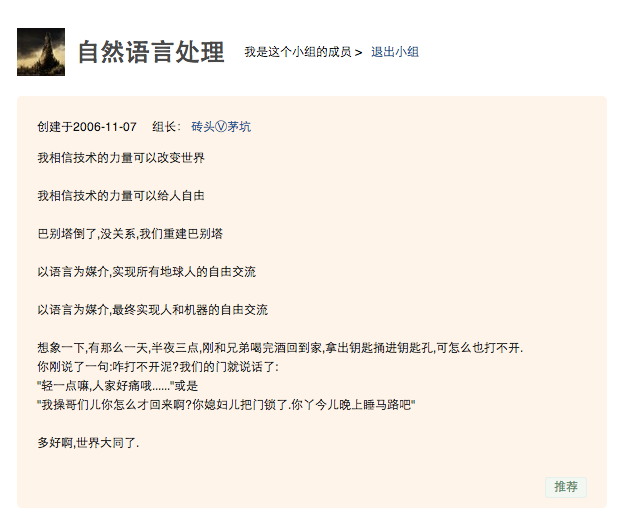 自然语言处理 我是这个小组的成员 > 退出小组
创建于2006-11-07 组长： 砖头Ⓥ茅坑
我相信技术的力量可以改变世界
我相信技术的力量可以给人自由
巴别塔倒了,没关系,我们重建巴别塔
以语言为媒介,实现所有地球人的自由交流
以语言为媒介,最终实现人和机器的自由交流
想象一下,有那么一天,半夜三点,刚和兄弟喝完酒回到家,拿出钥匙捅进钥匙孔,可怎么也打不开.
你刚说了一句:咋打不开泥?我们的门就说话了:
"轻一点嘛,人家好痛哦......"或是
"我操哥们儿你怎么才回来啊?你媳妇儿把门锁了.你丫今儿晚上睡马路吧"
多好啊,世界大同了.
推荐